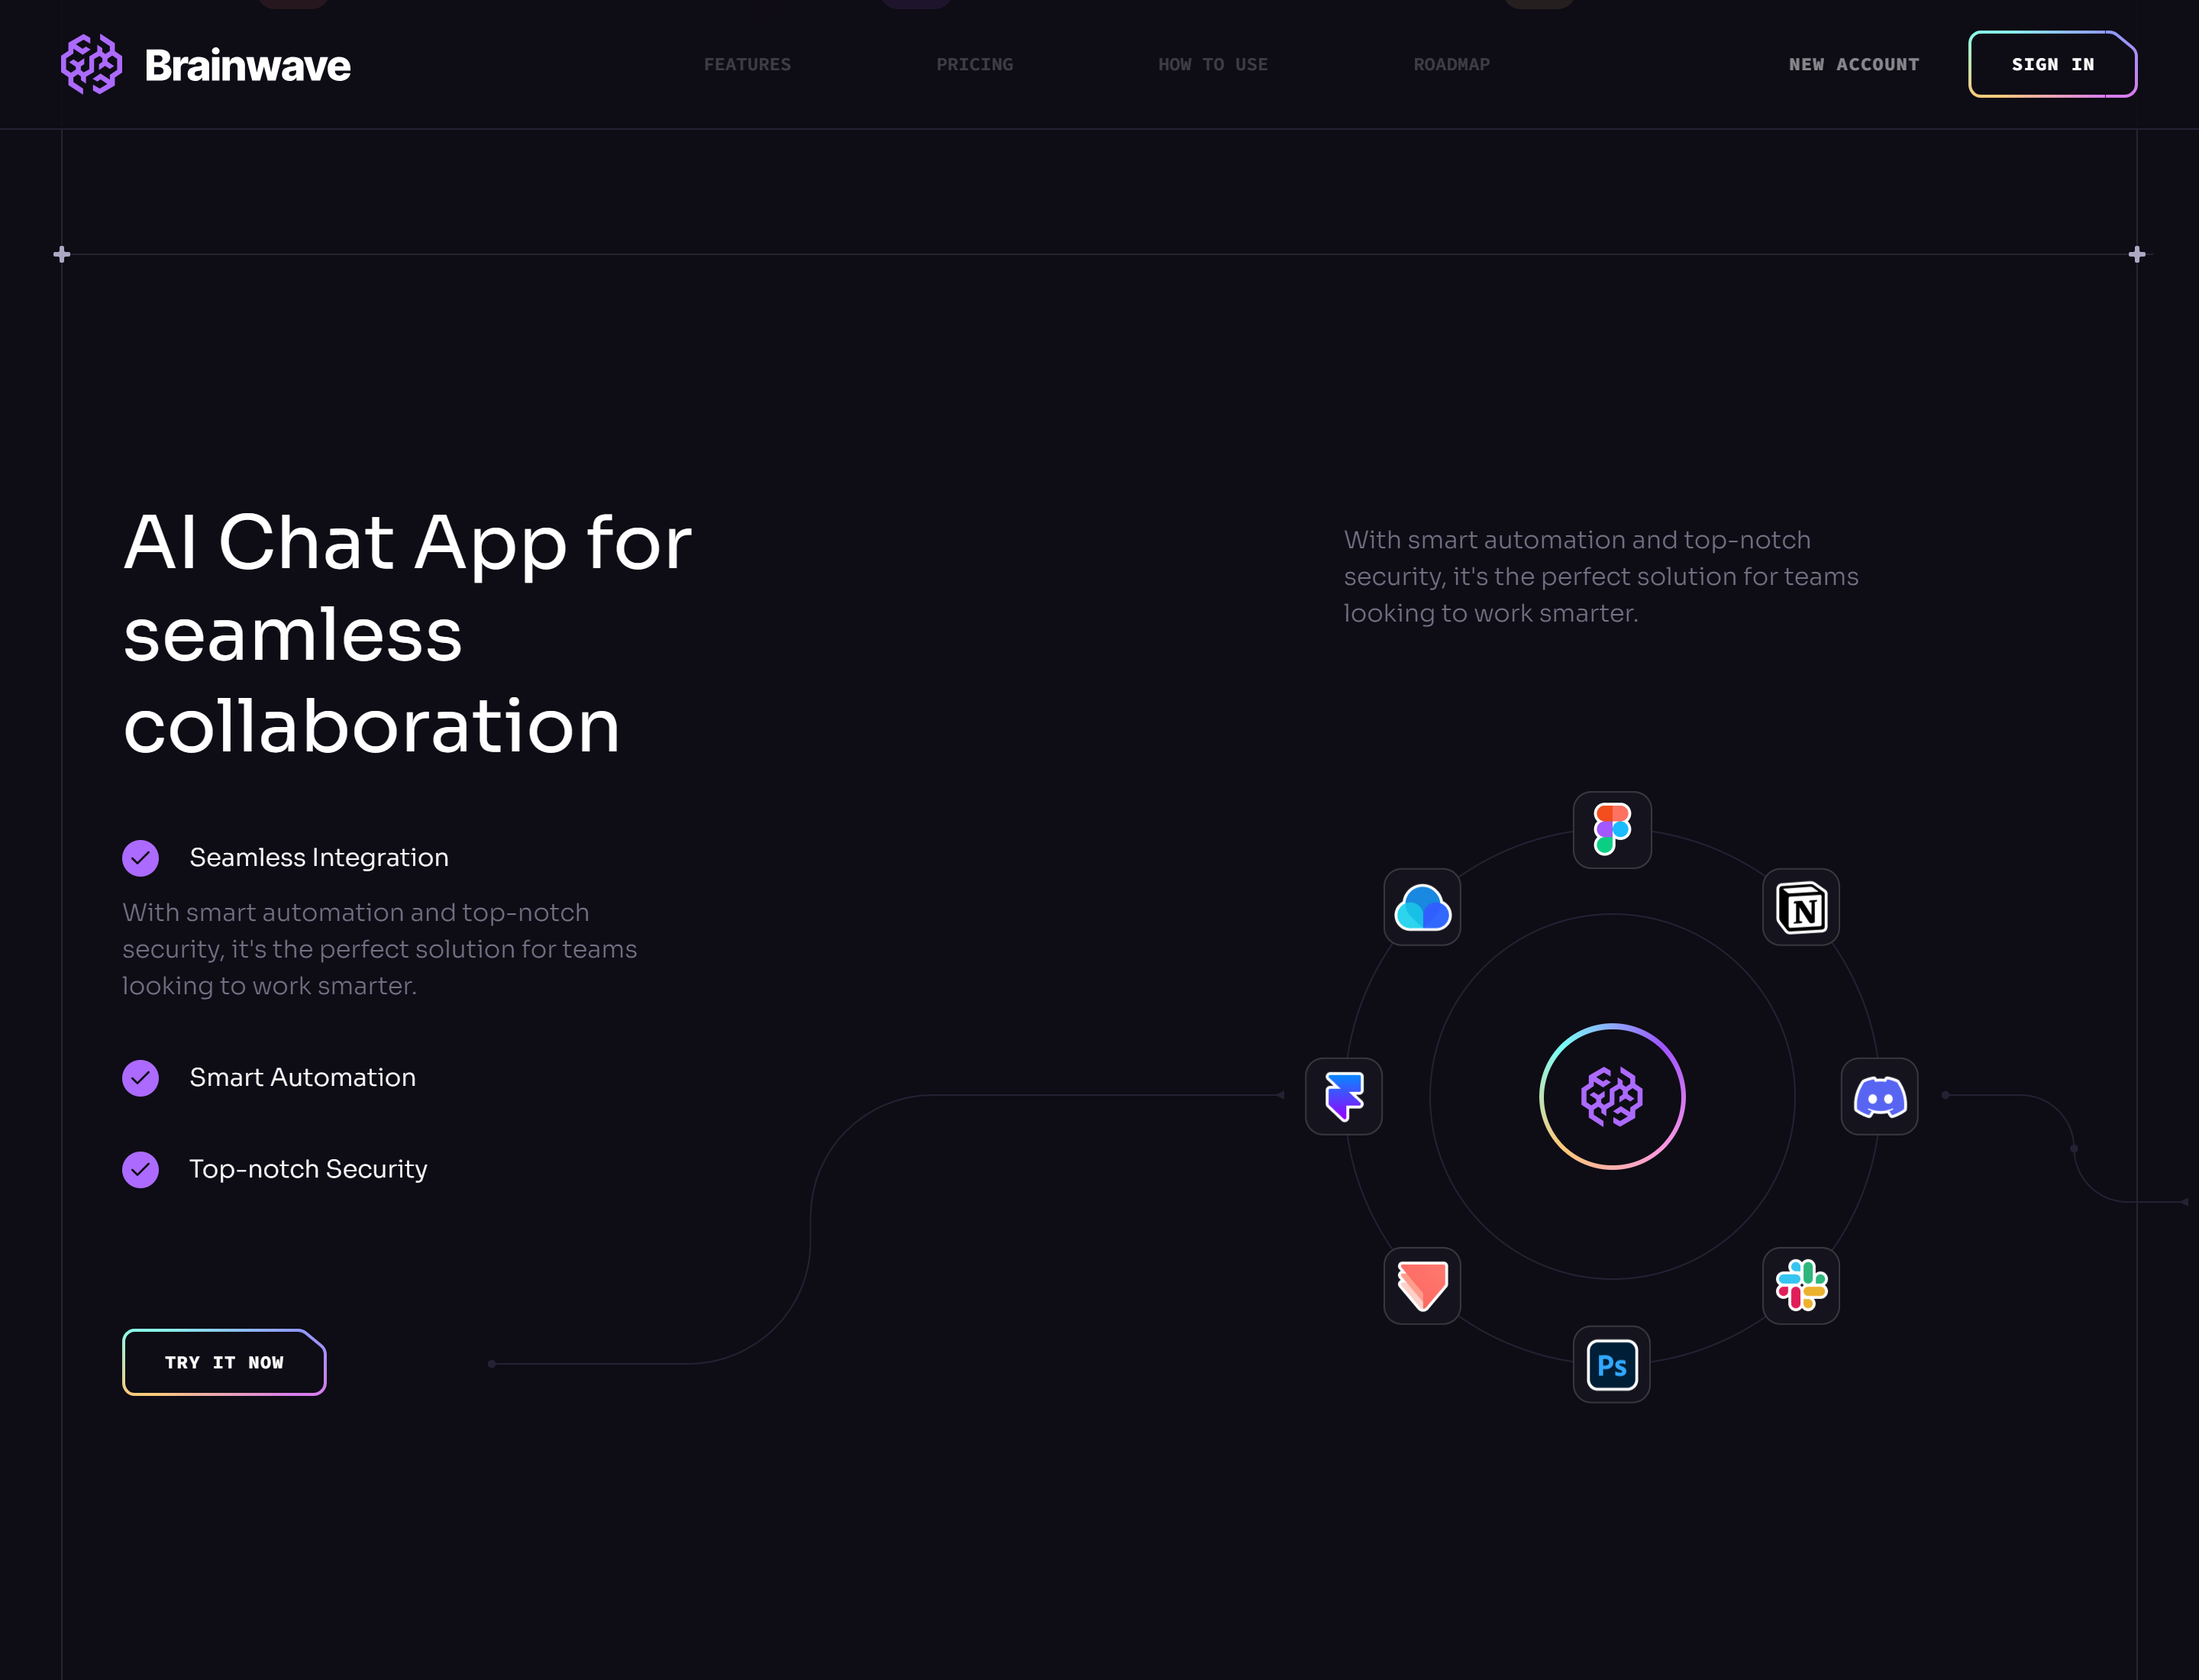 Brainwave
FEATURES
PRICING
HOW TO USE
ROADMAP
NEW ACCOUNT
SIGN IN
AI Chat App for
seamless
collaboration
Seamless Integration
With smart automation and top-notch
security, it's the perfect solution for teams
looking to work smarter.
Smart Automation
Top-notch Security
TRY IT NOW
With smart automation and top-notch
security, it's the perfect solution for teams
looking to work smarter.
N
Ps